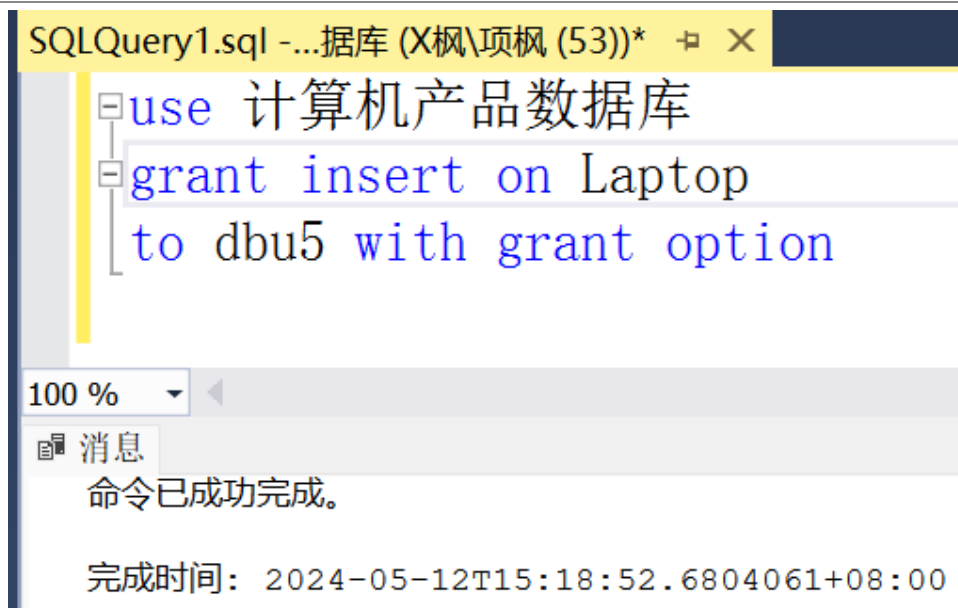 SQLQuery1.sql -...据库 (X枫\项枫 (53))*
use 计算机产品数据库
grant insert on Laptop
to dbu5 with grant option
100 %
消息
命令已成功完成。
完成时间: 2024-05-12T15:18:52.6804061+08:00